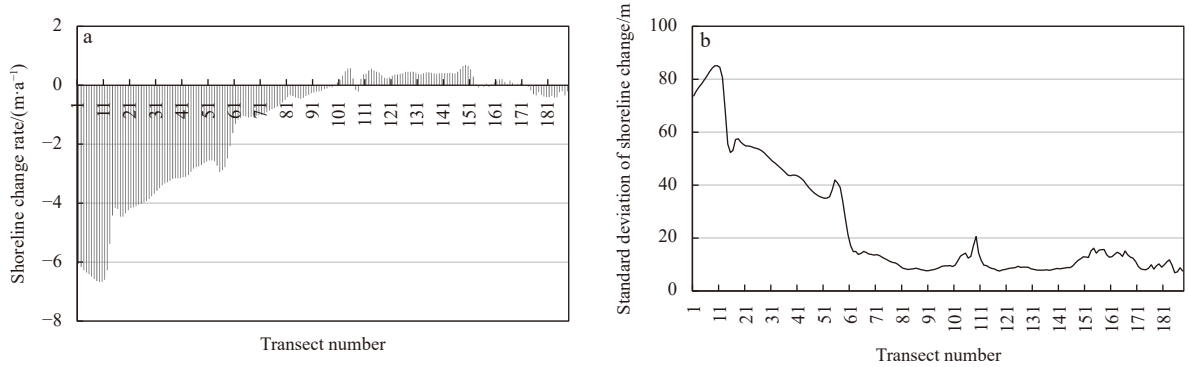 a
Shoreline change rate/(m·a⁻¹)
2
0
−2
−4
−6
−8
1 11 21 31 41 51 61 71 81 91 101 111 121 131 141 151 161 171 181
Transect number
b
Standard deviation of shoreline change/m
100
80
60
40
20
0
1 11 21 31 41 51 61 71 81 91 101 111 121 131 141 151 161 171 181
Transect number